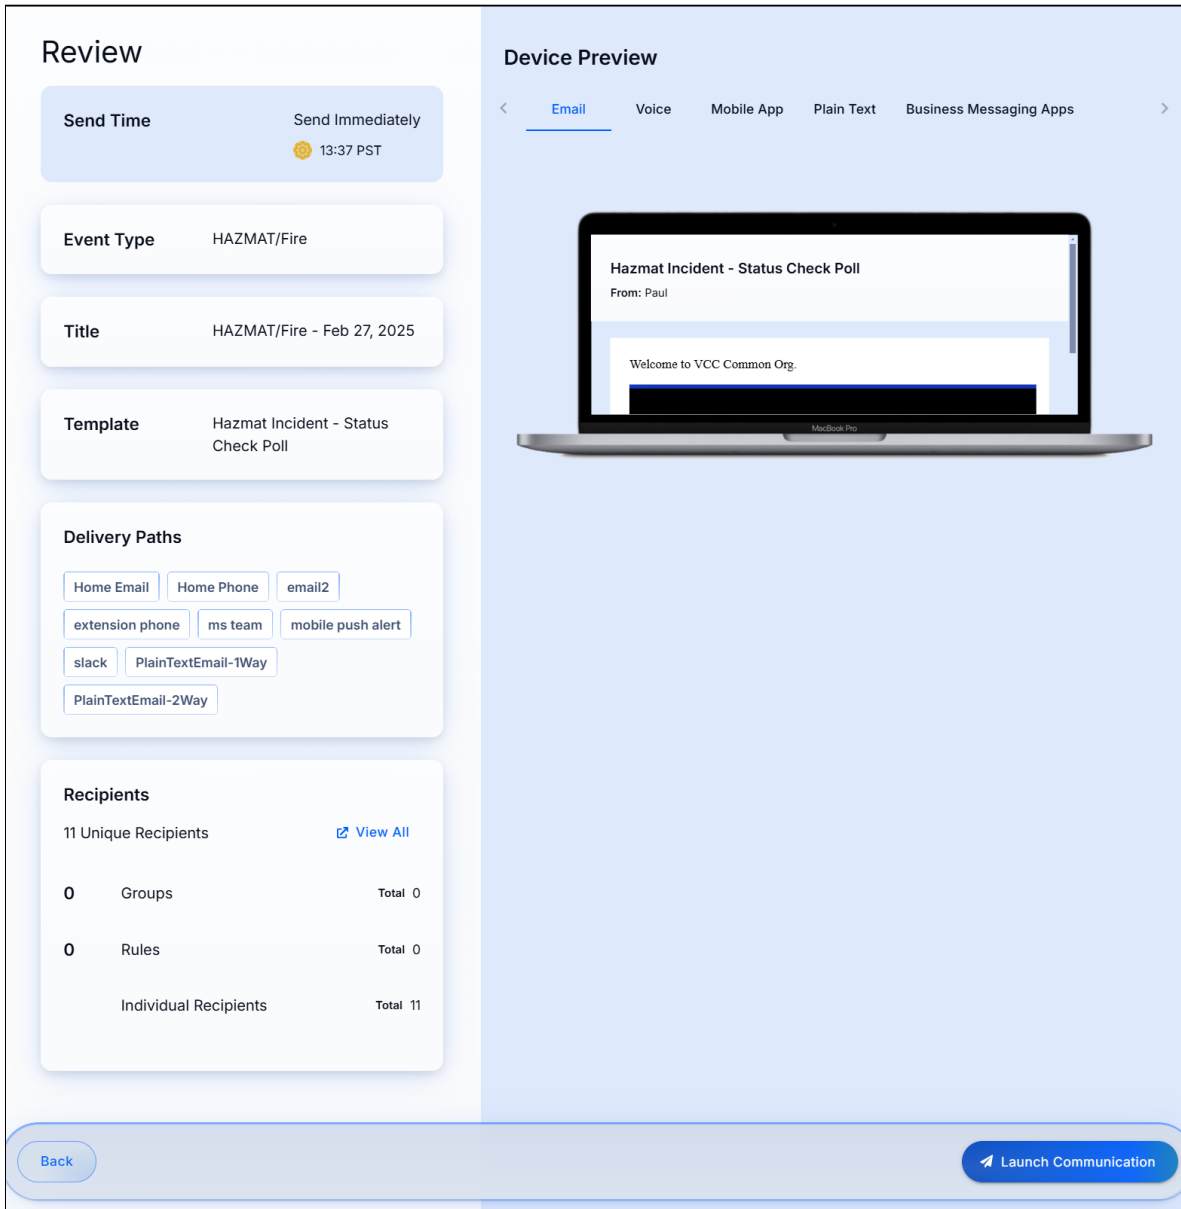 Review
Send Time
Send Immediately
13:37 PST
Event Type
HAZMAT/Fire
Title
HAZMAT/Fire - Feb 27, 2025
Template
Hazmat Incident - Status
Check Poll
Delivery Paths
Home Email
Home Phone
email2
extension phone
ms team
mobile push alert
slack
PlainTextEmail-1Way
PlainTextEmail-2Way
Recipients
11 Unique Recipients
View All
0 Groups Total 0
0 Rules Total 0
Individual Recipients Total 11
Device Preview
Email
Voice
Mobile App
Plain Text
Business Messaging Apps
Hazmat Incident - Status Check Poll
From: Paul
Welcome to VCC Common Org.
MacBook Pro
Back
Launch Communication